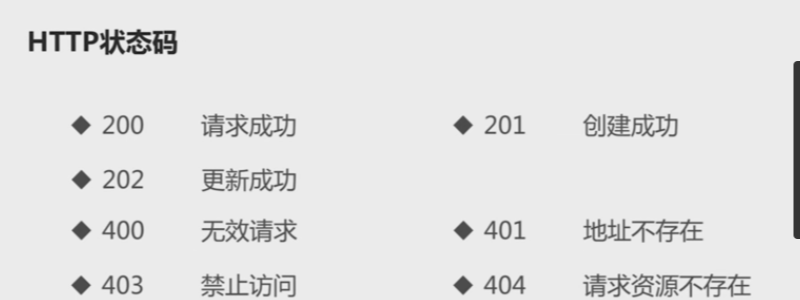 HTTP状态码
◆ 200 请求成功 ◆ 201 创建成功
◆ 202 更新成功
◆ 400 无效请求 ◆ 401 地址不存在
◆ 403 禁止访问 ◆ 404 请求资源不存在